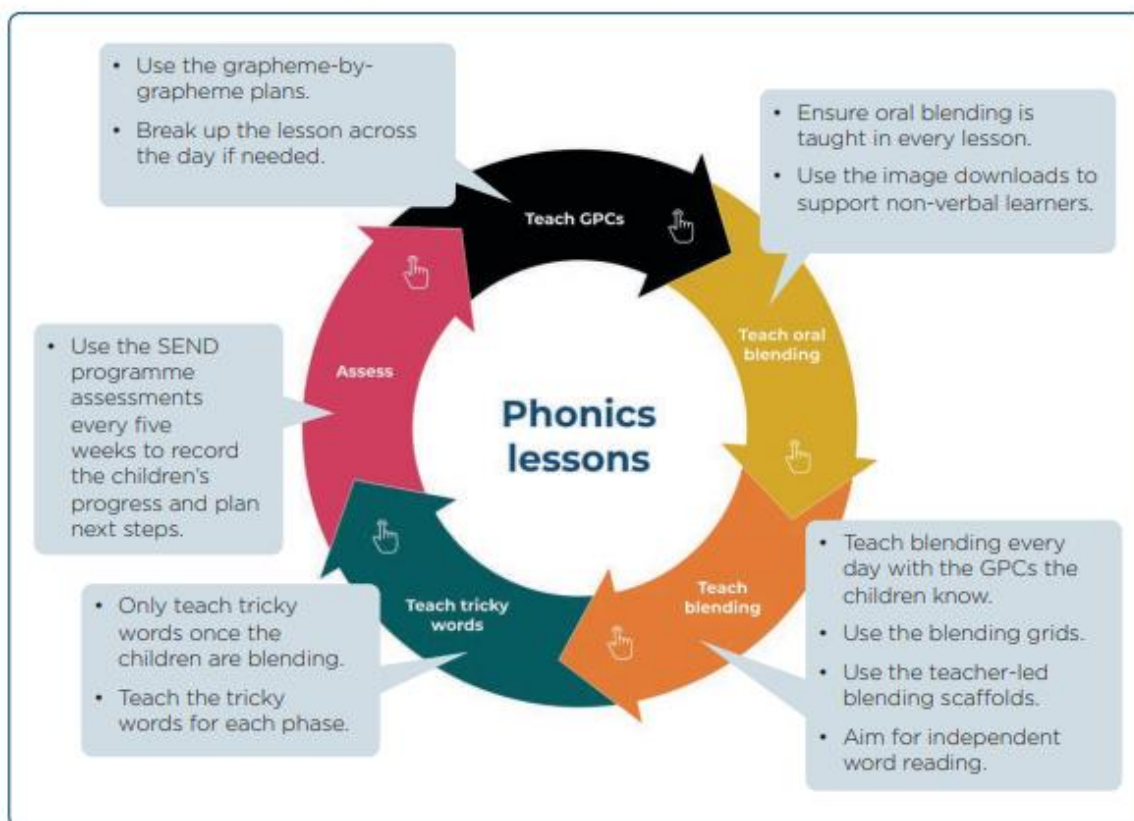 • Use the grapheme-by-
grapheme plans.
• Break up the lesson across
the day if needed.
Teach GPCs
• Ensure oral blending is
taught in every lesson.
• Use the image downloads to
support non-verbal learners.
Teach oral
blending
• Teach blending every
day with the GPCs the
children know.
• Use the blending grids.
• Use the teacher-led
blending scaffolds.
• Aim for independent
word reading.
Teach
blending
• Only teach tricky
words once the
children are blending.
• Teach the tricky
words for each phase.
Teach tricky
words
• Use the SEND
programme
assessments
every five
weeks to record
the children's
progress and plan
next steps.
Assess
Phonics
lessons